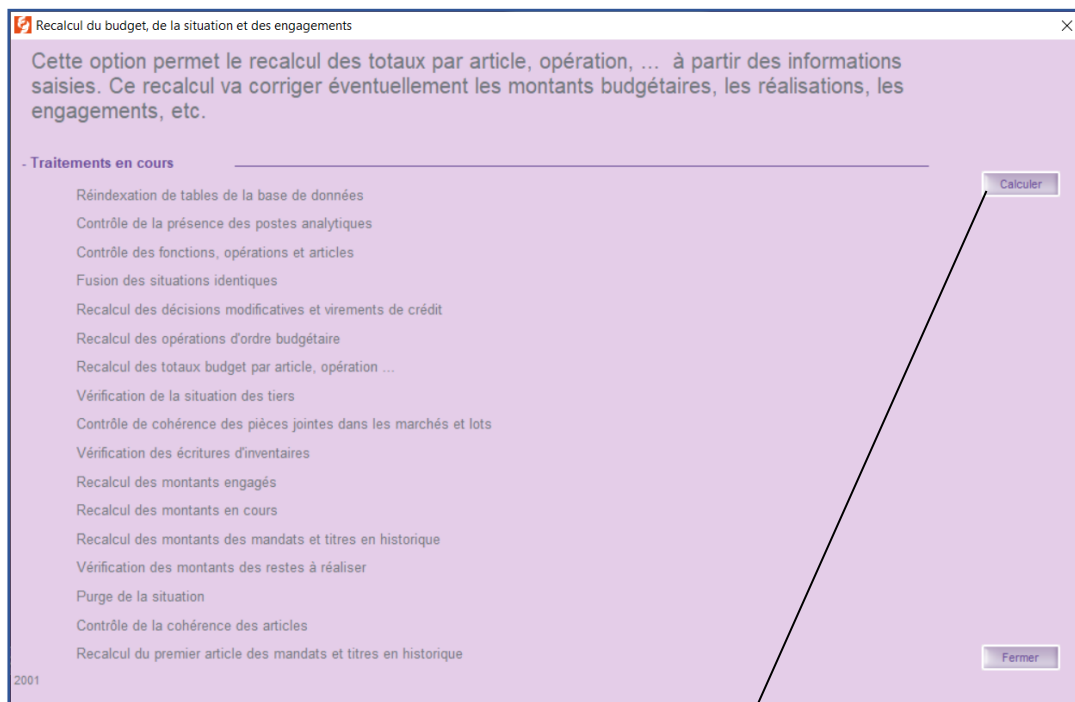 Recalcul du budget, de la situation et des engagements
Cette option permet le recalcul des totaux par article, opération, ... à partir des informations
saisies. Ce recalcul va corriger éventuellement les montants budgétaires, les réalisations, les
engagements, etc.
- Traitements en cours
Calculer
Réindexation de tables de la base de données
Contrôle de la présence des postes analytiques
Contrôle des fonctions, opérations et articles
Fusion des situations identiques
Recalcul des décisions modificatives et virements de crédit
Recalcul des opérations d'ordre budgétaire
Recalcul des totaux budget par article, opération ...
Vérification de la situation des tiers
Contrôle de cohérence des pièces jointes dans les marchés et lots
Vérification des écritures d'inventaires
Recalcul des montants engagés
Recalcul des montants en cours
Recalcul des montants des mandats et titres en historique
Vérification des montants des restes à réaliser
Purge de la situation
Contrôle de la cohérence des articles
Recalcul du premier article des mandats et titres en historique
Fermer
2001